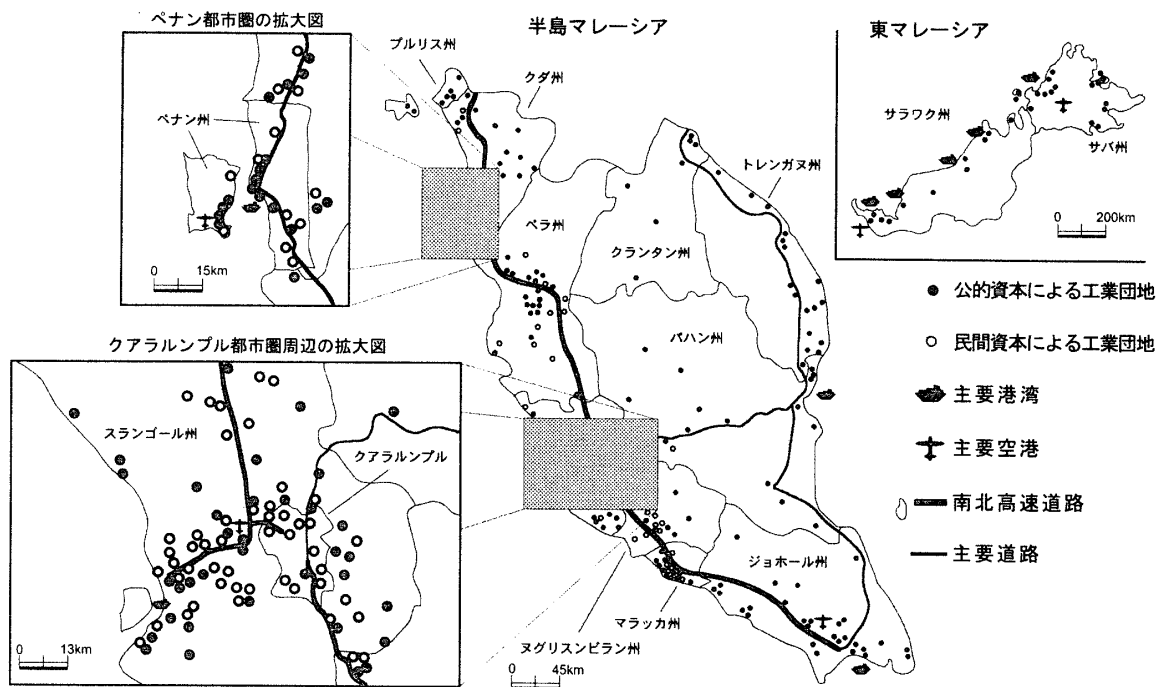 ペナン都市圏の拡大図
ペナン州
0 15km
半島マレーシア
プルリス州
クダ州
ペラ州
クランタン州
トレンガヌ州
パハン州
ジョホール州
マラッカ州
ヌグリスンビラン州
0 45km
東マレーシア
サラワク州
サバ州
0 200km
クアラルンプル都市圏周辺の拡大図
スランゴール州
クアラルンプル
0 13km
公的資本による工業団地
民間資本による工業団地
主要港湾
主要空港
南北高速道路
主要道路